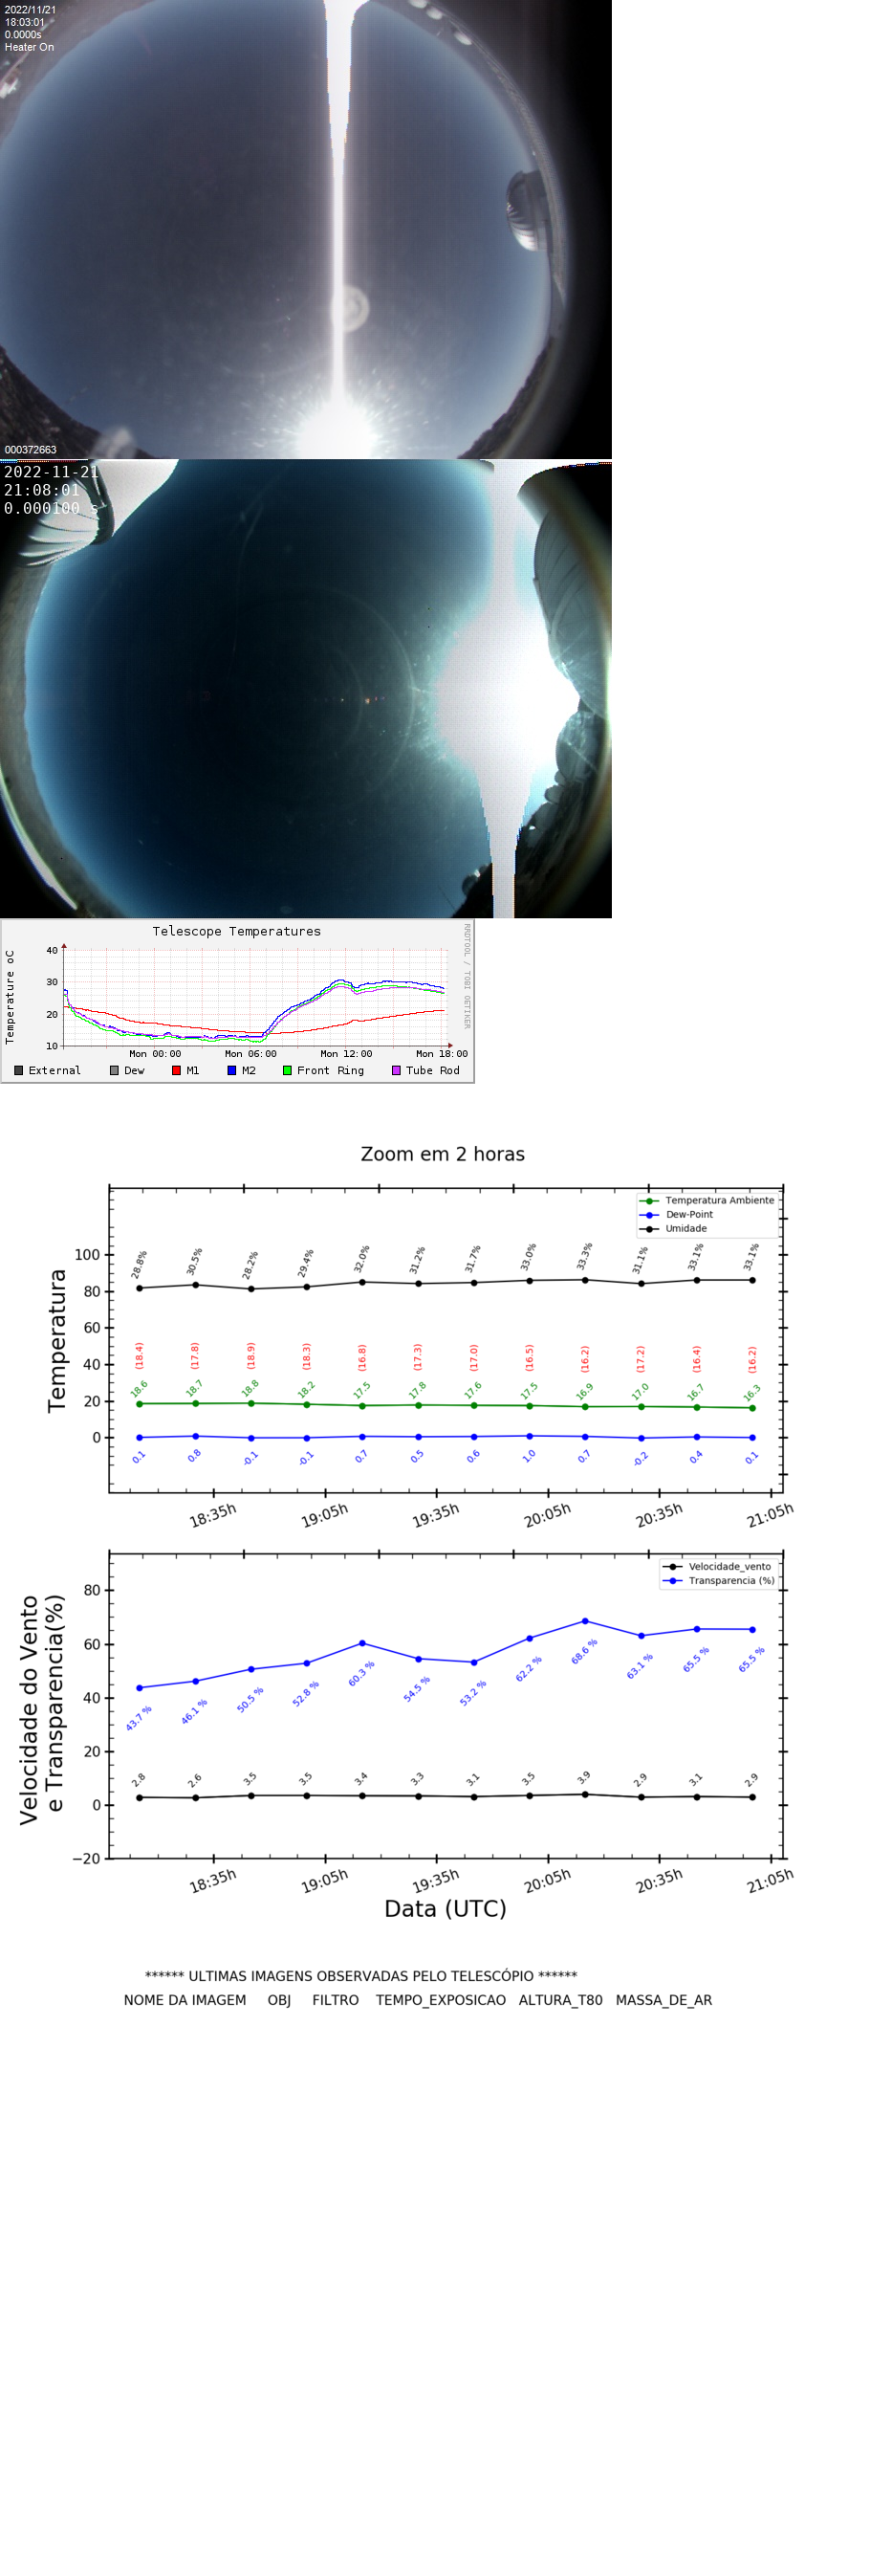 2022/11/21
18:03:01
0.0000s
Heater On
000372663
2022-11-21
21:08:01
0.000100 s
Telescope Temperatures
RRDTOOL / TOBI OETIKER
Temperature oC
40
30
20
10
Mon 00:00 Mon 06:00 Mon 12:00 Mon 18:00
External Dew M1 M2 Front Ring Tube Rod
Zoom em 2 horas
Temperatura Ambiente
Dew-Point
Umidade
Temperatura
100
80
60
40
20
0
28.8% 30.5% 28.2% 29.4% 32.0% 31.2% 31.7% 33.0% 33.3% 31.1% 33.1% 33.1%
(18.4) (17.8) (18.9) (18.3) (16.8) (17.3) (17.0) (16.5) (16.2) (17.2) (16.4) (16.2)
18.6 18.7 18.8 18.2 17.5 17.8 17.6 17.5 16.9 17.0 16.7 16.3
0.1 0.8 -0.1 -0.1 0.7 0.5 0.6 1.0 0.7 -0.2 0.4 0.1
18:35h 19:05h 19:35h 20:05h 20:35h 21:05h
Velocidade_vento
Transparencia (%)
Velocidade do Vento
e Transparencia(%)
80
60
40
20
0
−20
43.7 % 46.1 % 50.5 % 52.8 % 60.3 % 54.5 % 53.2 % 62.2 % 68.6 % 63.1 % 65.5 % 65.5 %
2.8 2.6 3.5 3.5 3.4 3.3 3.1 3.5 3.9 2.9 3.1 2.9
18:35h 19:05h 19:35h 20:05h 20:35h 21:05h
Data (UTC)
****** ULTIMAS IMAGENS OBSERVADAS PELO TELESCÓPIO ******
NOME DA IMAGEM OBJ FILTRO TEMPO_EXPOSICAO ALTURA_T80 MASSA_DE_AR